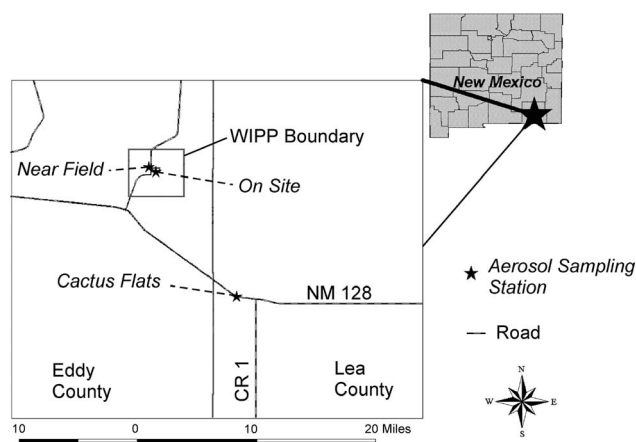 New Mexico
WIPP Boundary
Near Field
On Site
Cactus Flats
NM 128
Aerosol Sampling
Station
Road
Eddy
County
CR 1
Lea
County
N
W E
S
10 0 10 20 Miles